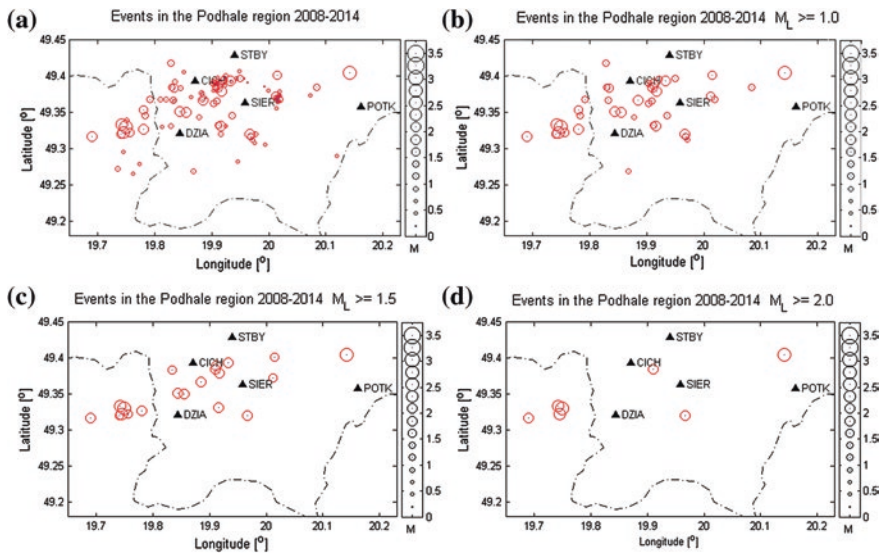 (a)
Events in the Podhale region 2008-2014
49.45
49.4
49.35
49.3
49.25
49.2
Latitude [º]
STBY
CICH
SIER
POTK
DZIA
19.7 19.8 19.9 20 20.1 20.2
Longitude [º]
3.5
3
2.5
2
1.5
1
0.5
0
M
(b)
Events in the Podhale region 2008-2014 M_L >= 1.0
49.45
49.4
49.35
49.3
49.25
49.2
Latitude [º]
STBY
CICH
SIER
POTK
DZIA
19.7 19.8 19.9 20 20.1 20.2
Longitude [º]
3.5
3
2.5
2
1.5
1
0.5
0
M
(c)
Events in the Podhale region 2008-2014 M_L >= 1.5
49.45
49.4
49.35
49.3
49.25
49.2
Latitude [º]
STBY
CICH
SIER
POTK
DZIA
19.7 19.8 19.9 20 20.1 20.2
Longitude [º]
3.5
3
2.5
2
1.5
1
0.5
0
M
(d)
Events in the Podhale region 2008-2014 M_L >= 2.0
49.45
49.4
49.35
49.3
49.25
49.2
Latitude [º]
STBY
CICH
SIER
POTK
DZIA
19.7 19.8 19.9 20 20.1 20.2
Longitude [º]
3.5
3
2.5
2
1.5
1
0.5
0
M